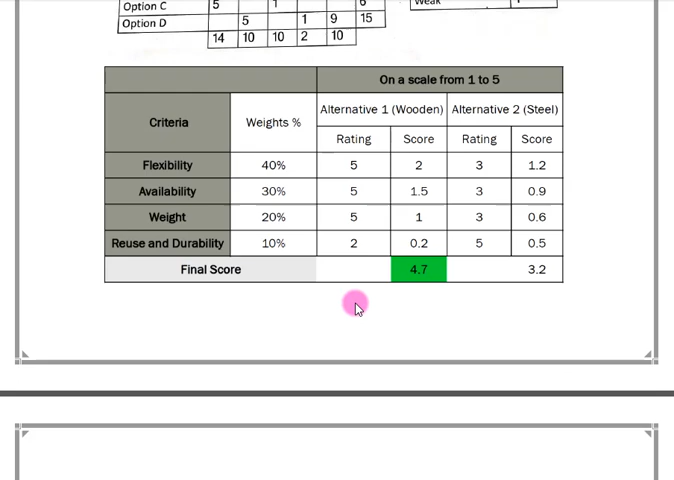 Option C 5 1 6
Weak
Option D 5 1 9 15
14 10 10 2 10
On a scale from 1 to 5
Criteria Weights % Alternative 1 (Wooden) Alternative 2 (Steel)
Rating Score Rating Score
Flexibility 40% 5 2 3 1.2
Availability 30% 5 1.5 3 0.9
Weight 20% 5 1 3 0.6
Reuse and Durability 10% 2 0.2 5 0.5
Final Score 4.7 3.2